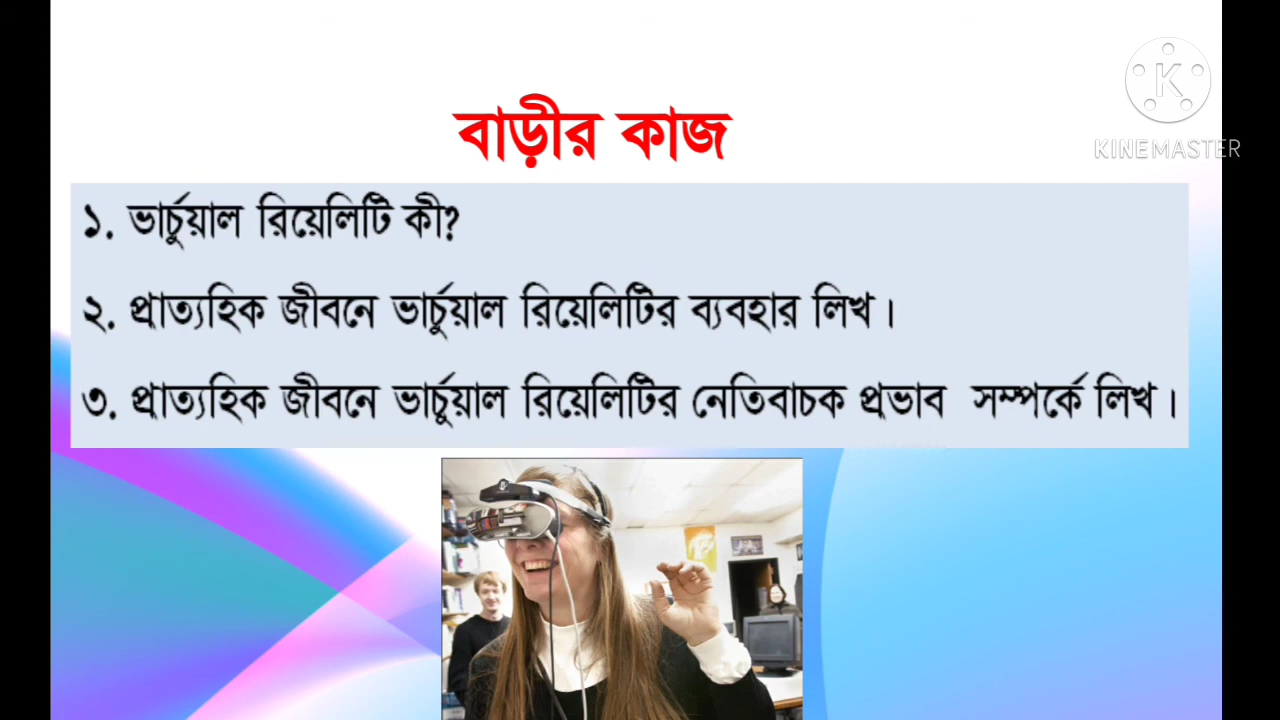 KINEMASTER
বাড়ীর কাজ
১. ভার্চুয়াল রিয়েলিটি কী?
২. প্রাত্যহিক জীবনে ভার্চুয়াল রিয়েলিটির ব্যবহার লিখ।
৩. প্রাত্যহিক জীবনে ভার্চুয়াল রিয়েলিটির নেতিবাচক প্রভাব সম্পর্কে লিখ।